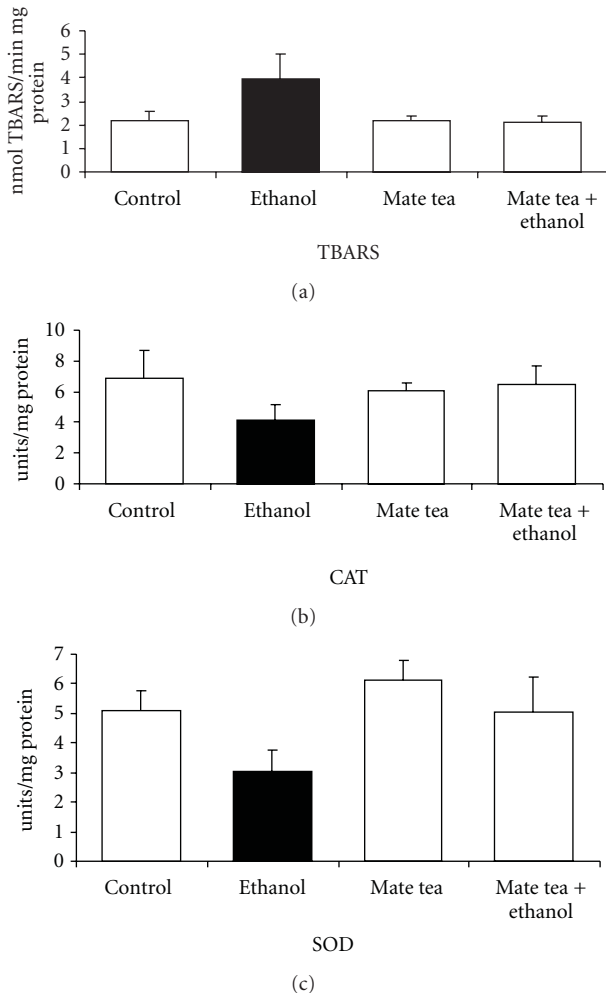 nmol TBARS/min mg
protein
6
5
4
3
2
1
0
Control Ethanol Mate tea Mate tea +
ethanol
TBARS
(a)
units/mg protein
10
8
6
4
2
0
Control Ethanol Mate tea Mate tea +
ethanol
CAT
(b)
units/mg protein
7
6
5
4
3
2
1
0
Control Ethanol Mate tea Mate tea +
ethanol
SOD
(c)